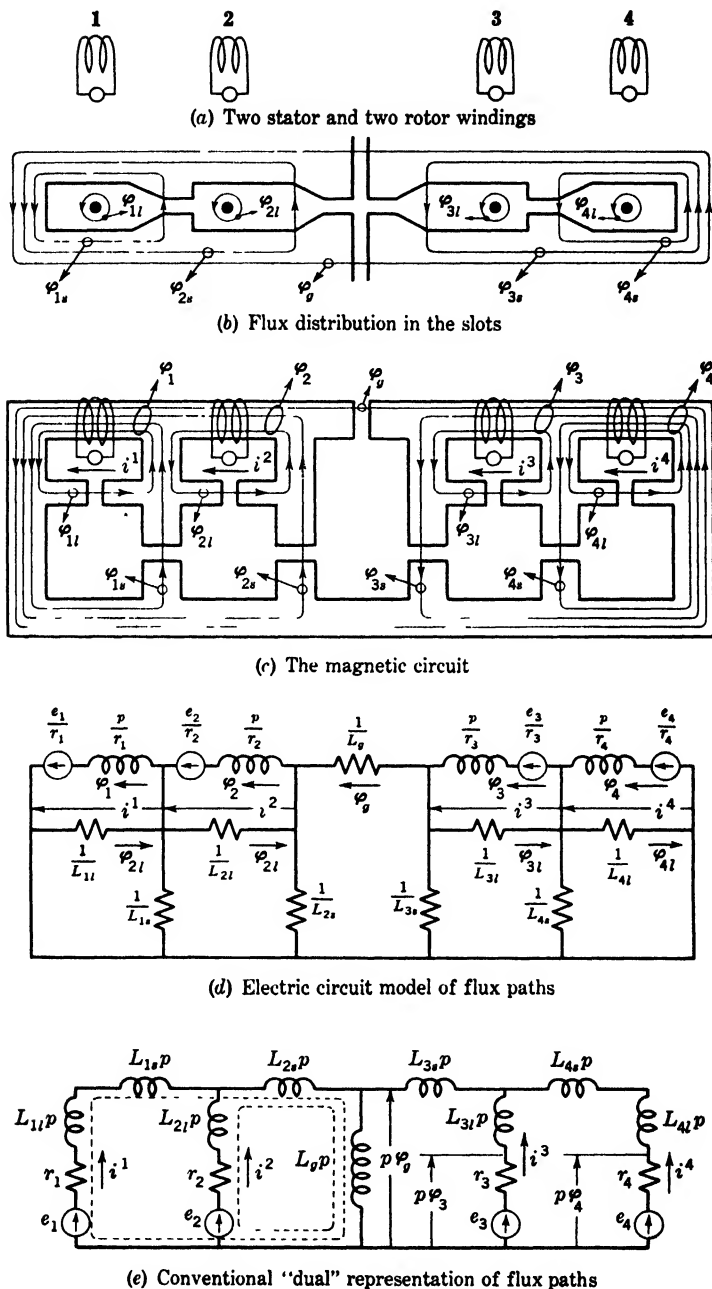 1 2 3 4
(a) Two stator and two rotor windings
φ1l φ2l φ3l φ4l
φ1s φ2s φg φ3s φ4s
(b) Flux distribution in the slots
φ1 φ2 φg φ3 φ4
i¹ i² i³ i⁴
φ1l φ2l φ3l φ4l
φ1s φ2s φ3s φ4s
(c) The magnetic circuit
e1/r1 p/r1 e2/r2 p/r2 1/Lg p/r3 e3/r3 p/r4 e4/r4
φ1 φ2 φg φ3 φ4
i¹ i² i³ i⁴
1/L1l φ2l 1/L2l φ2l 1/L3l φ3l 1/L4l φ4l
1/L1s 1/L2s 1/L3s 1/L4s
(d) Electric circuit model of flux paths
L1sp L2sp L3sp L4sp
L1lp L2lp Lgp L3lp L4lp
r1 i¹ r2 i² pφg pφ3 r3 i³ pφ4 r4 i⁴
e1 e2 e3 e4
(e) Conventional "dual" representation of flux paths